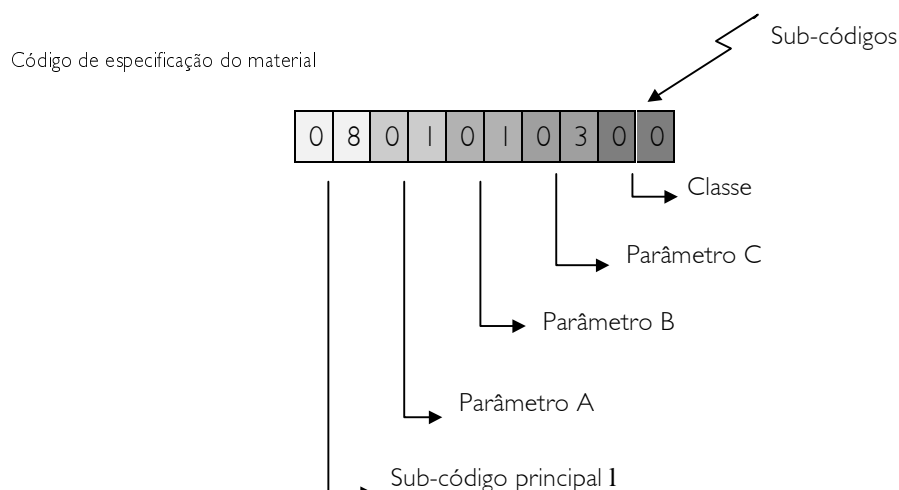 Sub-códigos
Código de especificação do material
0 8 0 1 0 1 0 3 0 0
Classe
Parâmetro C
Parâmetro B
Parâmetro A
Sub-código principal 1